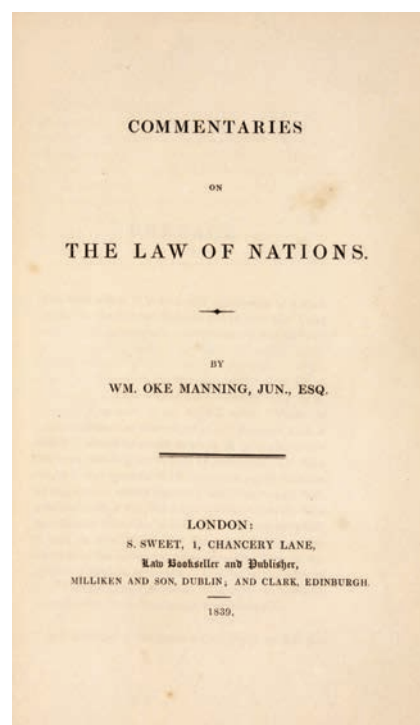 COMMENTARIES
ON
THE LAW OF NATIONS.
BY
WM. OKE MANNING, JUN., ESQ.
LONDON:
S. SWEET, 1, CHANCERY LANE,
Law Bookseller and Publisher,
MILLIKEN AND SON, DUBLIN; AND CLARK, EDINBURGH.
1839.